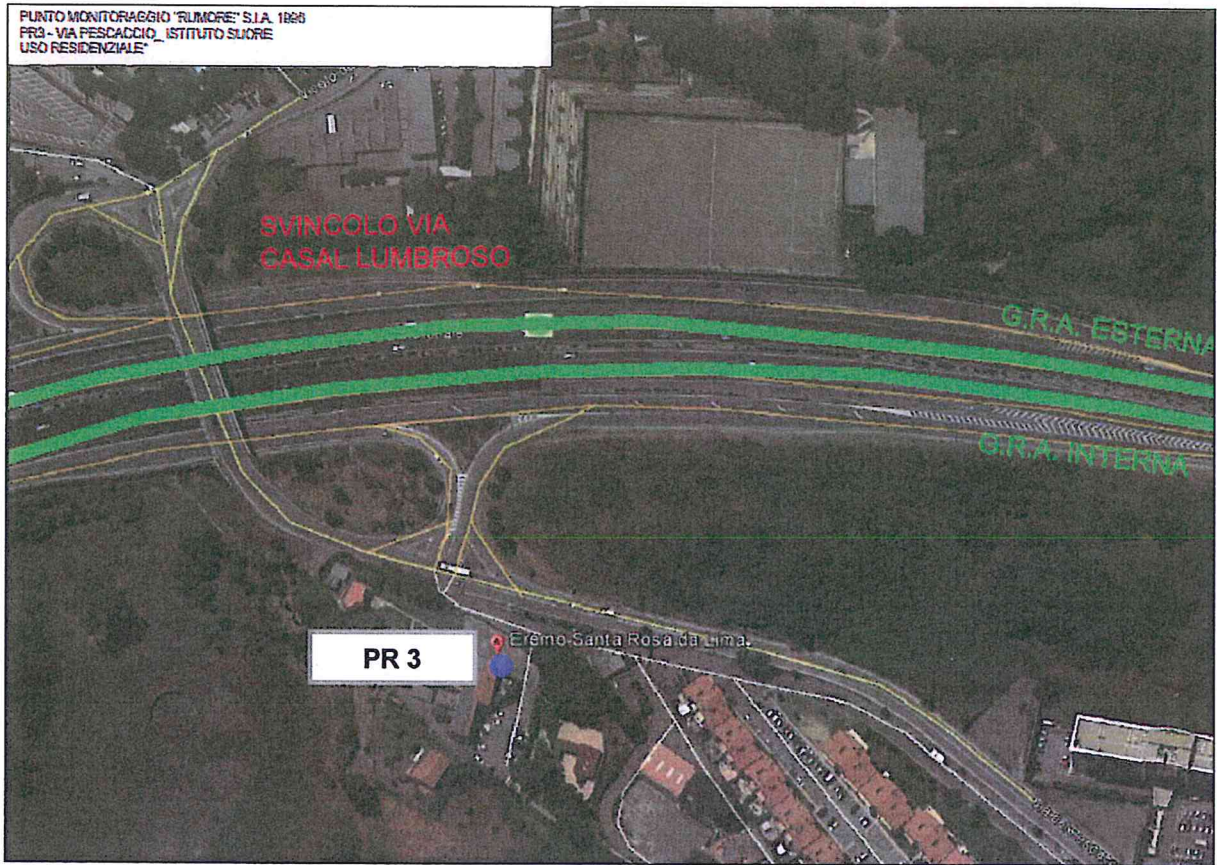 PUNTO MONITORAGGIO "RUMORE" S.I.A. 1996
PR3 - VIA PESCACCIO_ ISTITUTO SUORE
USO RESIDENZIALE"
SVINCOLO VIA
CASAL LUMBROSO
G.R.A. ESTERNA
G.R.A. INTERNA
Eremo Santa Rosa da Lima
PR 3